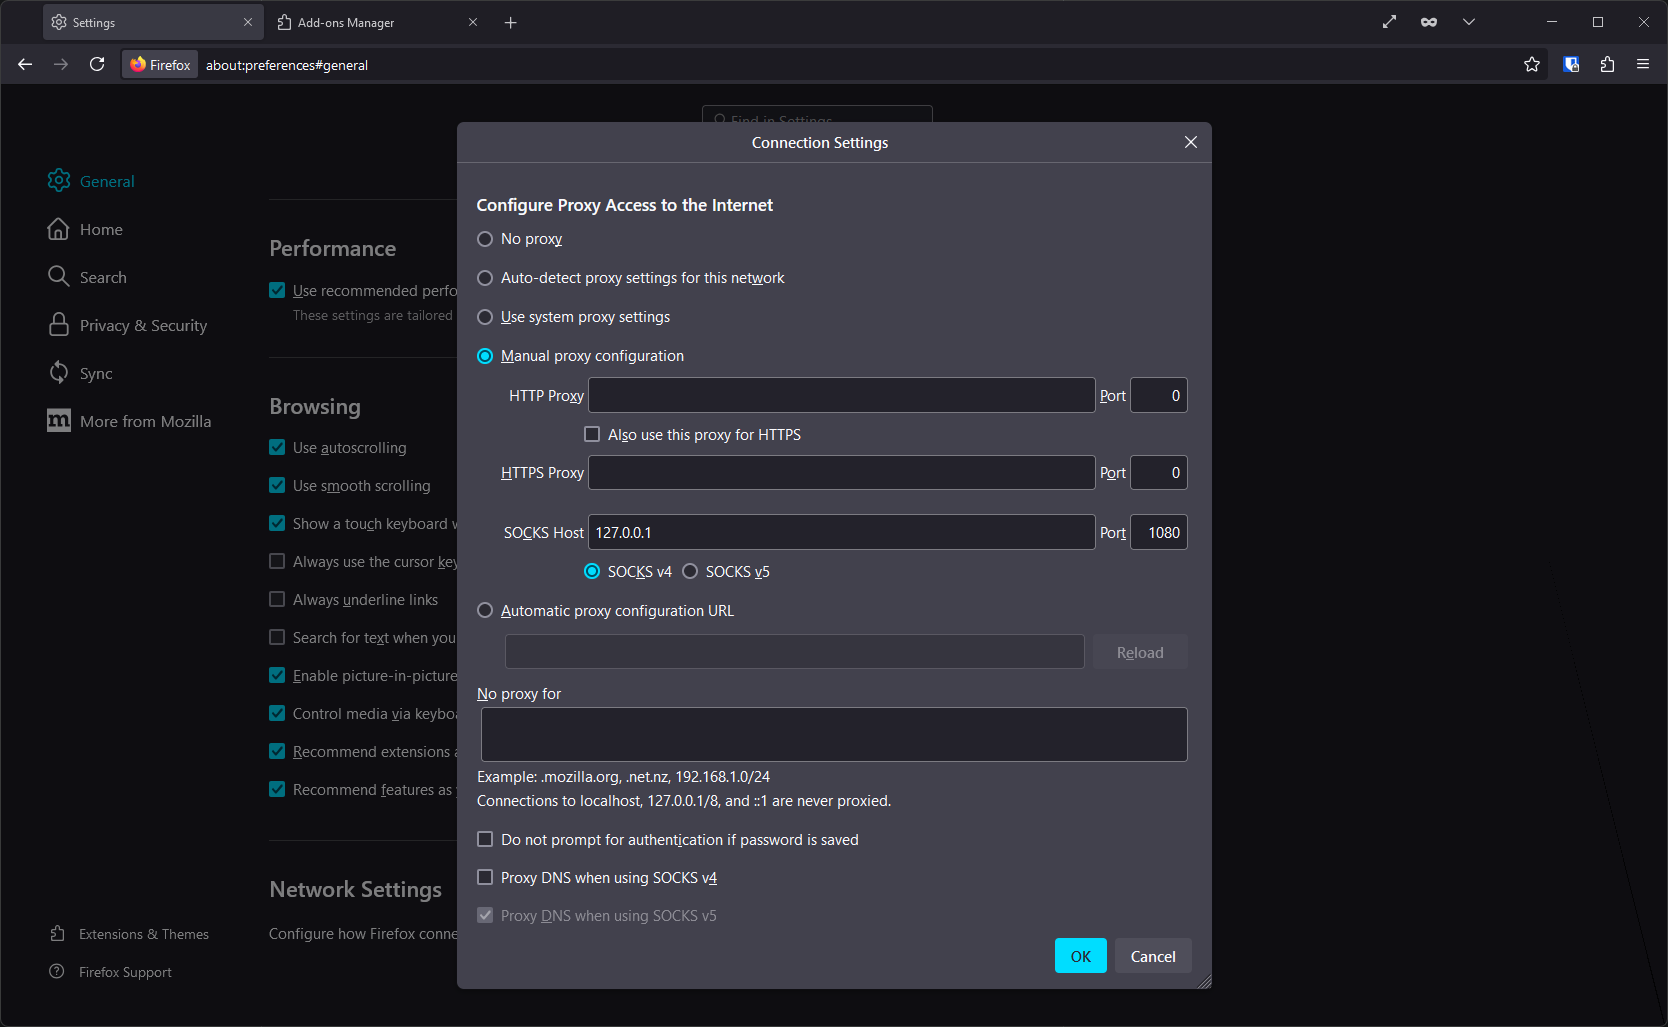 Settings
Add-ons Manager
Firefox
about:preferences#general
Find in Settings
Connection Settings
General
Home
Search
Privacy & Security
Sync
More from Mozilla
Extensions & Themes
Firefox Support
Performance
Use recommended perfo
These settings are tailored
Browsing
Use autoscrolling
Use smooth scrolling
Show a touch keyboard
Always use the cursor key
Always underline links
Search for text when you
Enable picture-in-picture
Control media via keyboa
Recommend extensions a
Recommend features as
Network Settings
Configure how Firefox conne
Configure Proxy Access to the Internet
No proxy
Auto-detect proxy settings for this network
Use system proxy settings
Manual proxy configuration
HTTP Proxy Port 0
Also use this proxy for HTTPS
HTTPS Proxy Port 0
SOCKS Host 127.0.0.1 Port 1080
SOCKS v4 SOCKS v5
Automatic proxy configuration URL
Reload
No proxy for
Example: .mozilla.org, .net.nz, 192.168.1.0/24
Connections to localhost, 127.0.0.1/8, and ::1 are never proxied.
Do not prompt for authentication if password is saved
Proxy DNS when using SOCKS v4
Proxy DNS when using SOCKS v5
OK Cancel